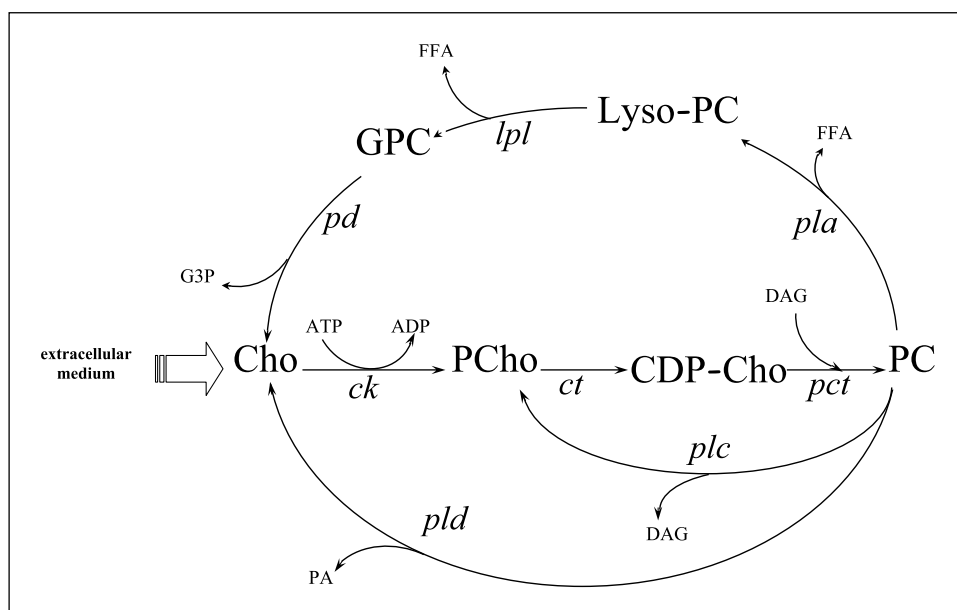 FFA
Lyso-PC
FFA
GPC
lpl
pd
pla
G3P
DAG
ATP
ADP
extracellular
medium
Cho
PCho
CDP-Cho
PC
ck
ct
pct
plc
pld
DAG
PA